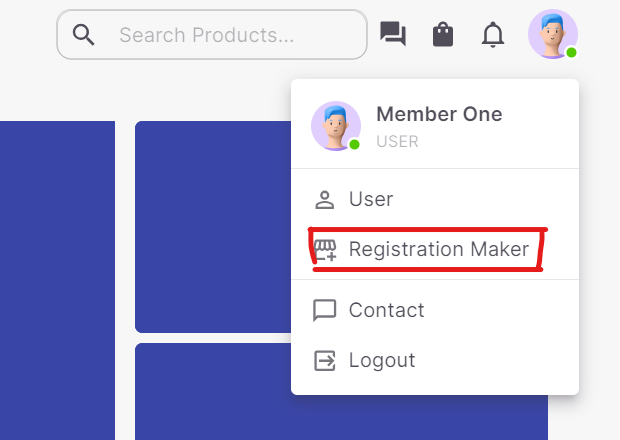 Search Products...
Member One
USER
User
Registration Maker
Contact
Logout